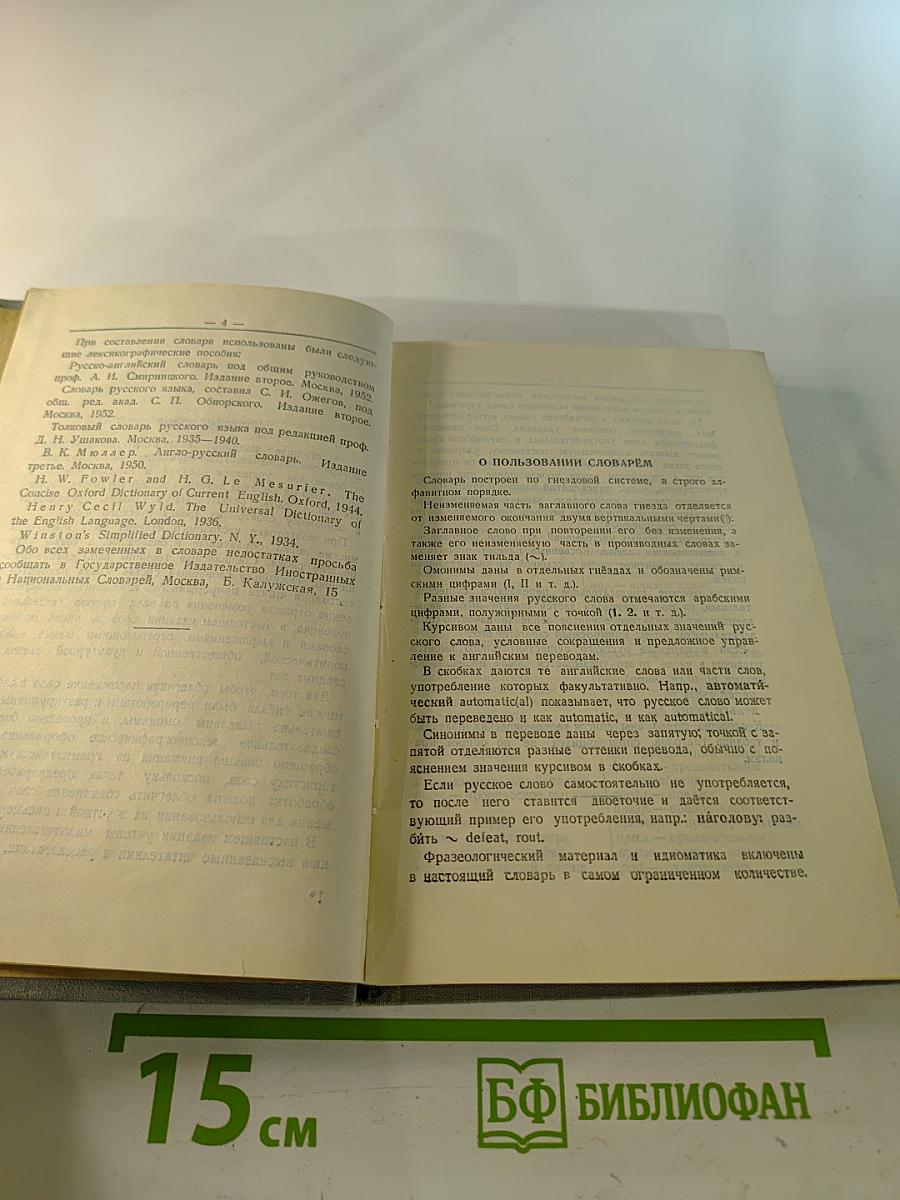 — 4 —
При составлении словаря использованы были следую-
щие лексикографические пособия:
Русско-английский словарь под общим руководством
проф. А. И. Смирницкого. Издание второе. Москва, 1952.
Словарь русского языка, составил С. И. Ожегов, под
общ. ред. акад. С. П. Обнорского. Издание второе.
Москва, 1952.
Толковый словарь русского языка под редакцией проф.
Д. Н. Ушакова. Москва, 1935—1940.
В. К. Мюллер. Англо-русский словарь. Издание
третье. Москва, 1950.
H. W. Fowler and H. G. Le Mesurier. The
Concise Oxford Dictionary of Current English. Oxford, 1944.
Henry Cecil Wyld. The Universal Dictionary of
the English Language. London, 1936.
Winston's Simplified Dictionary. N. Y., 1934.
Обо всех замеченных в словаре недостатках просьба
сообщать в Государственное Издательство Иностранных
Национальных Словарей, Москва, Б. Калужская, 15
О ПОЛЬЗОВАНИИ СЛОВАРЁМ
Словарь построен по гнездовой системе, в строго ал-
фавитном порядке.
Неизменяемая часть заглавного слова гнезда отделяется
от изменяемого окончания двумя вертикальными чертами(||).
Заглавное слово при повторении его без изменения, а
также его неизменяемую часть в производных словах за-
меняет знак тильда (~).
Омонимы даны в отдельных гнёздах и обозначены рим-
скими цифрами (I, II и т. д.).
Разные значения русского слова отмечаются арабскими
цифрами, полужирными с точкой (1. 2. и т. д.).
Курсивом даны все пояснения отдельных значений рус-
ского слова, условные сокращения и предложное управ-
ление к английским переводам.
В скобках даются те английские слова или части слов,
употребление которых факультативно. Напр., автомати́-
ческий automatic(al) показывает, что русское слово может
быть переведено и как automatic, и как automatical.
Синонимы в переводе даны через запятую; точкой с за-
пятой отделяются разные оттенки перевода, обычно с по-
яснением значения курсивом в скобках.
Если русское слово самостоятельно не употребляется,
то после него ставится двоеточие и даётся соответст-
вующий пример его употребления, напр.: на́голову: раз-
би́ть ~ defeat, rout.
Фразеологический материал и идиоматика включены
в настоящий словарь в самом ограниченном количестве.
15 см
БФ БИБЛИОФАН